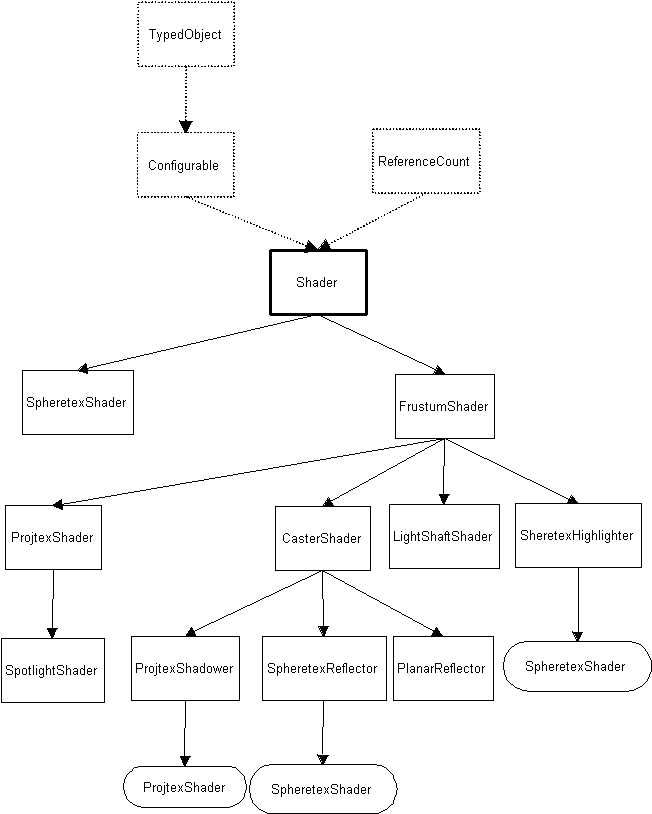 TypedObject
Configurable
ReferenceCount
Shader
SpheretexShader
FrustumShader
ProjtexShader
CasterShader
LightShaftShader
SheretexHighlighter
SpotlightShader
ProjtexShadower
SpheretexReflector
PlanarReflector
SpheretexShader
ProjtexShader
SpheretexShader